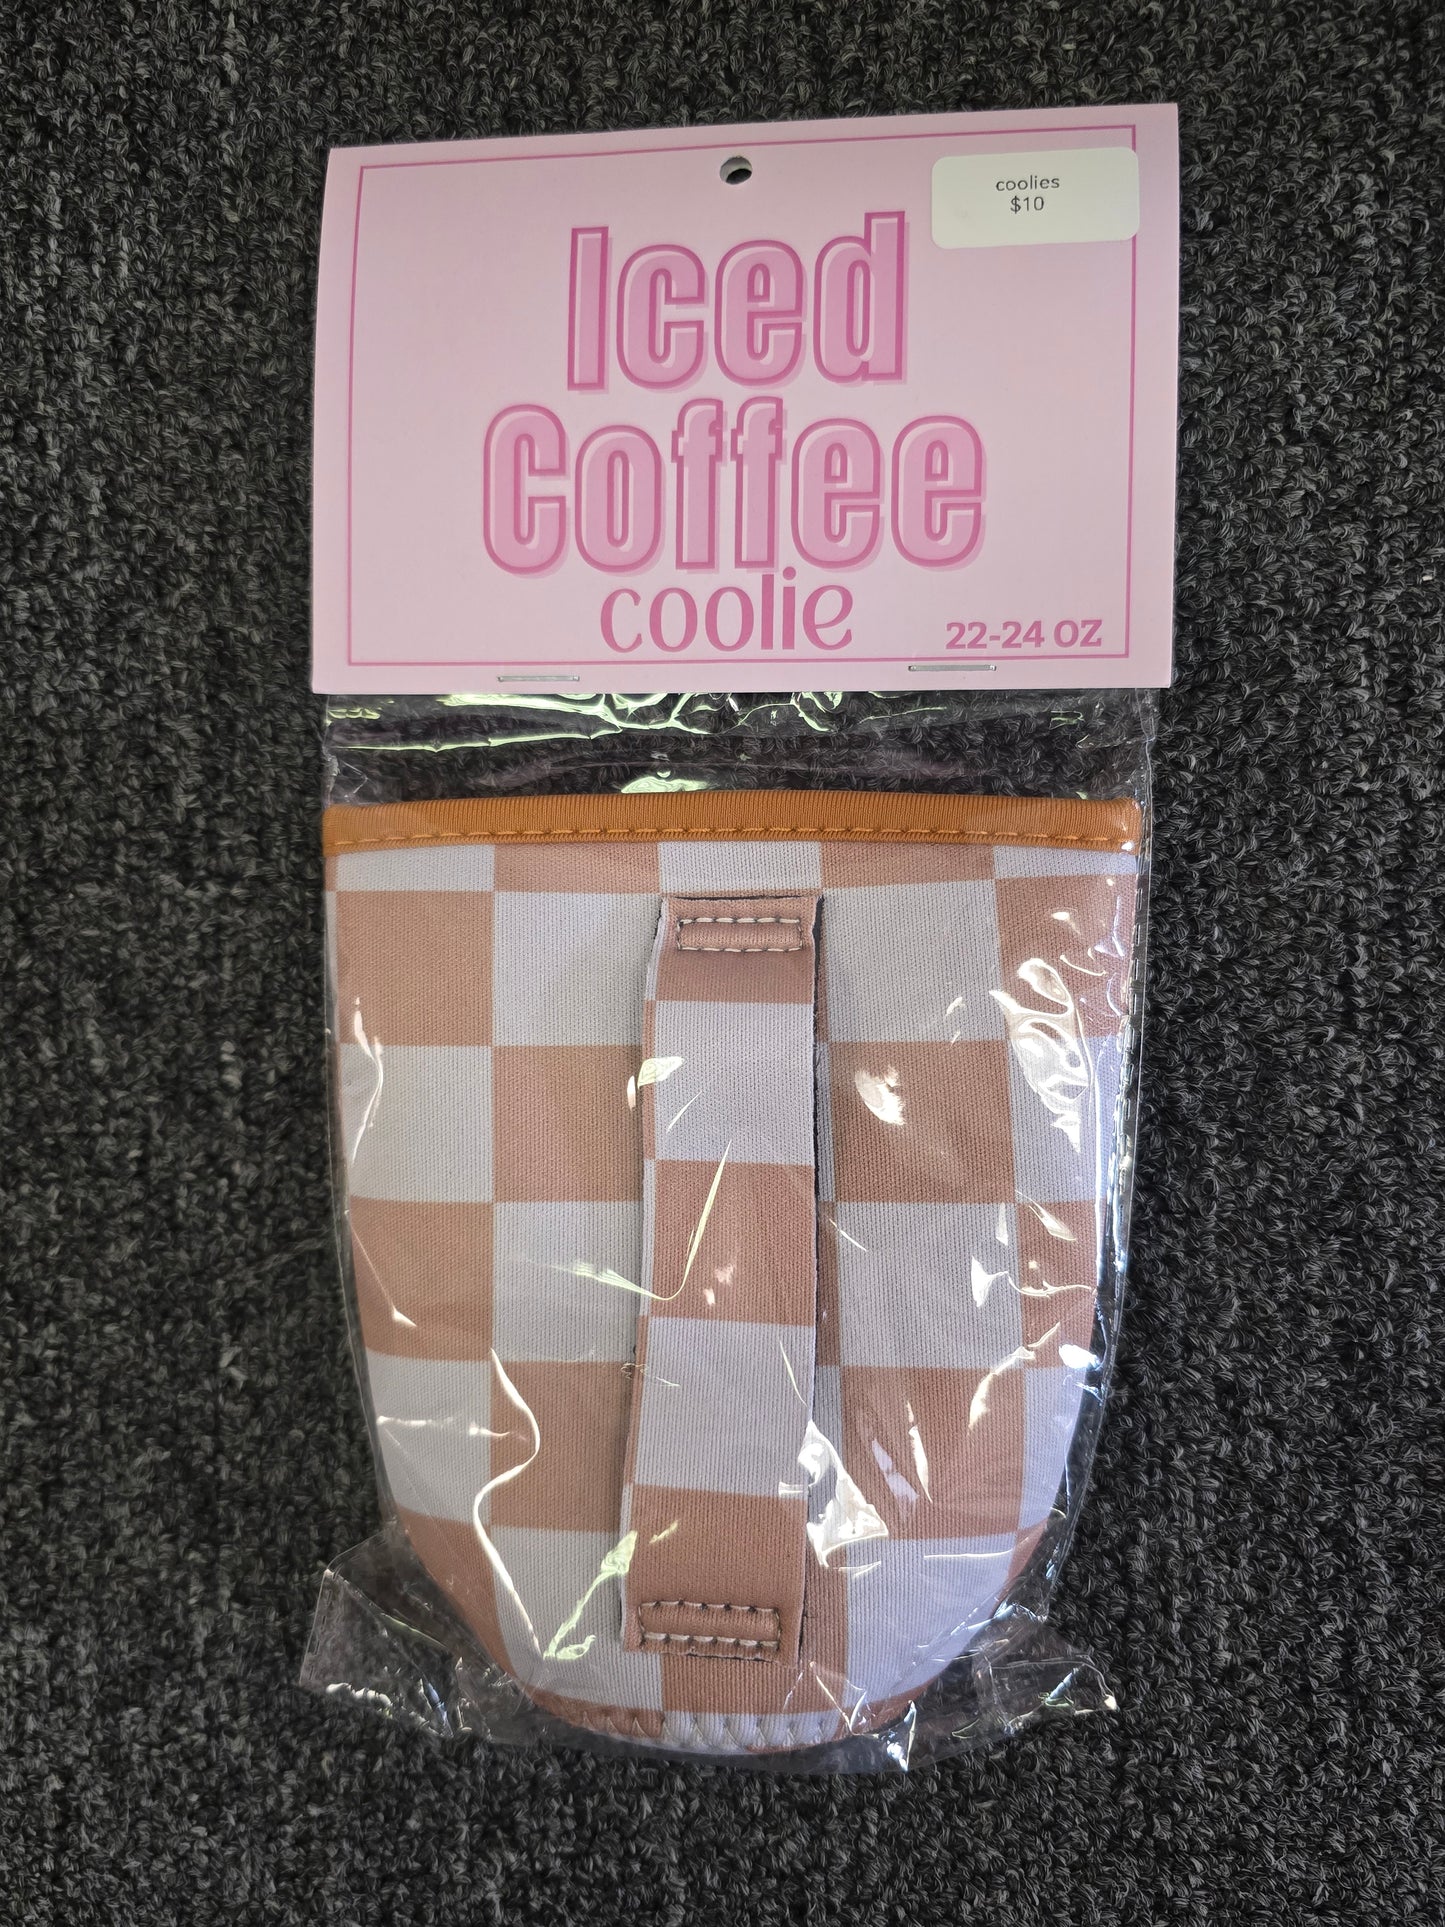 coolies
$10
Iced
Coffee
coolie
22-24 OZ